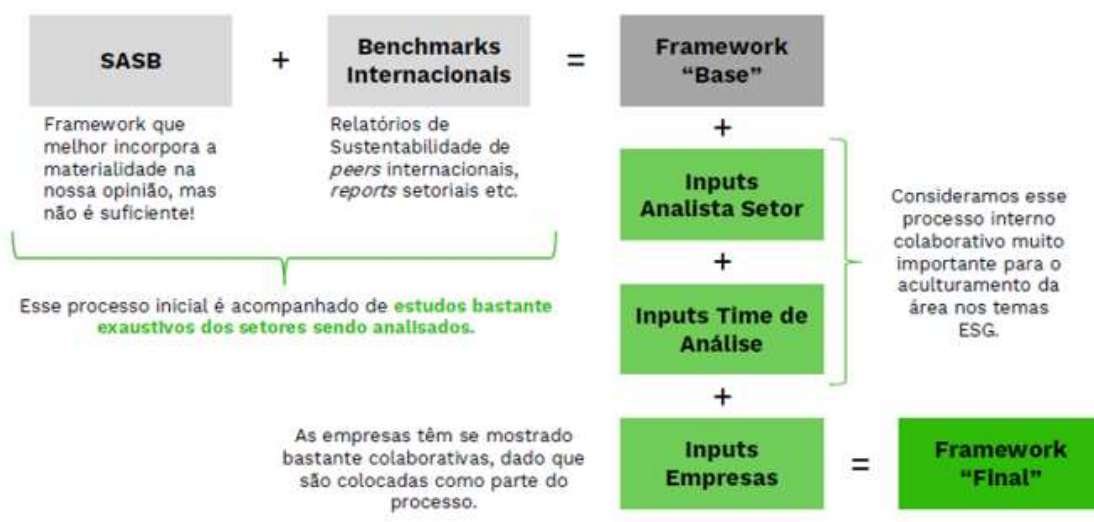 SASB
+
Benchmarks
Internacionais
=
Framework
“Base”
Framework que
melhor incorpora a
materialidade na
nossa opinião, mas
não é suficiente!
Relatórios de
Sustentabilidade de
peers internacionais,
reports setoriais etc.
+
Inputs
Analista Setor
+
Inputs Time de
Análise
Consideramos esse
processo interno
colaborativo muito
importante para o
aculturamento da
área nos temas
ESG.
Esse processo inicial é acompanhado de estudos bastante
exaustivos dos setores sendo analisados.
+
As empresas têm se mostrado
bastante colaborativas, dado que
são colocadas como parte do
processo.
Inputs
Empresas
=
Framework
“Final”